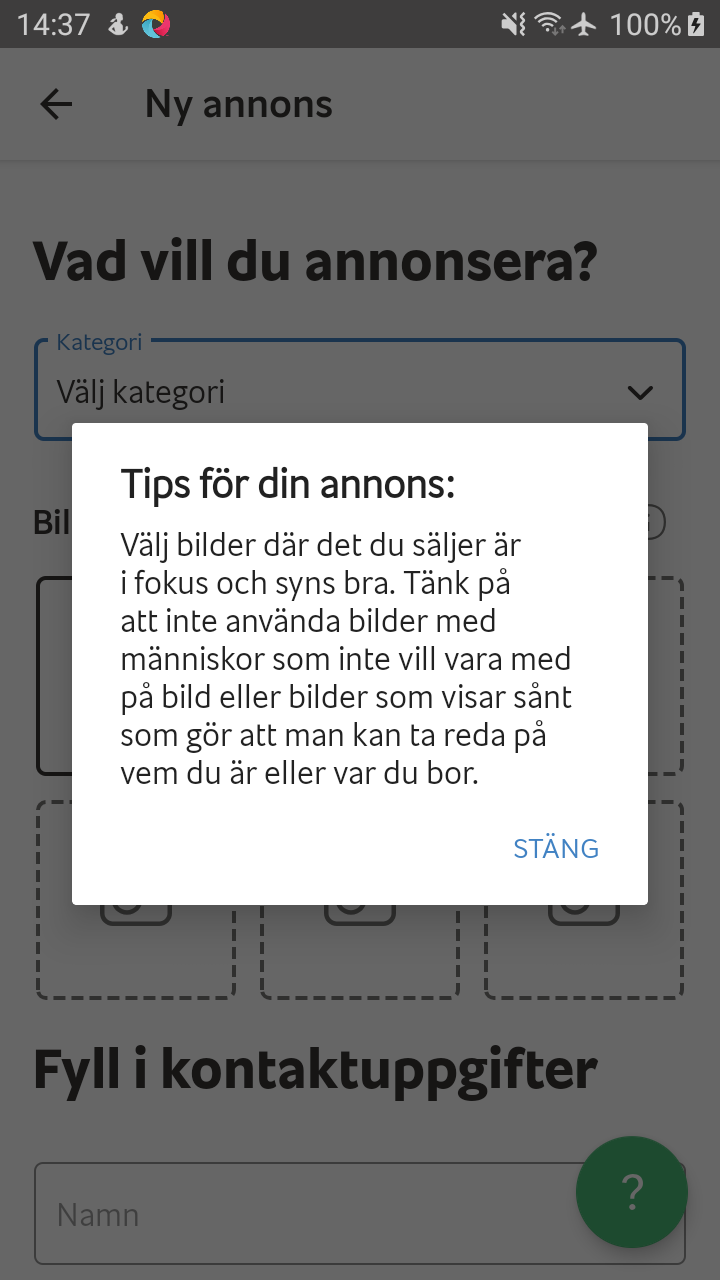 14:37
100%
Ny annons
Vad vill du annonsera?
Kategori
Välj kategori
Bil
Tips för din annons:
Välj bilder där det du säljer är
i fokus och syns bra. Tänk på
att inte använda bilder med
människor som inte vill vara med
på bild eller bilder som visar sånt
som gör att man kan ta reda på
vem du är eller var du bor.
STÄNG
Fyll i kontaktuppgifter
Namn
?